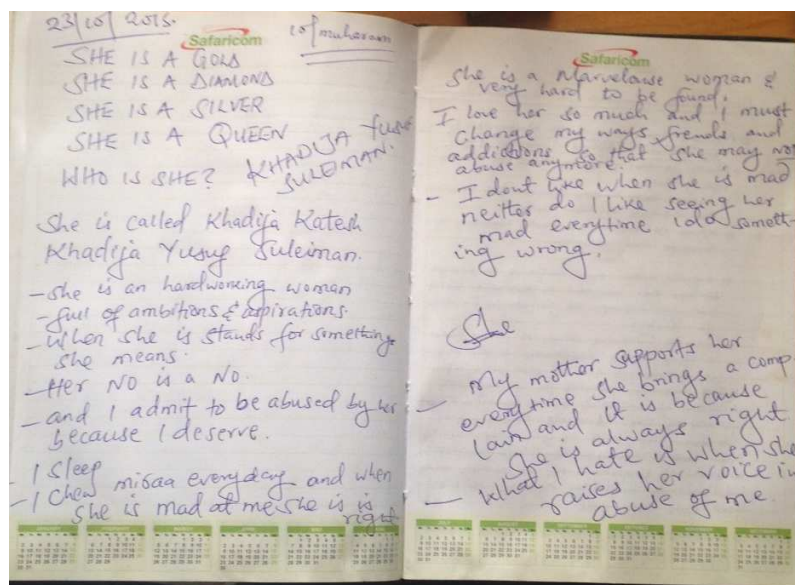 23/10/2015.
Safaricom
10/muharam
SHE IS A GOLD
SHE IS A DIAMOND
SHE IS A SILVER
SHE IS A QUEEN
WHO IS SHE? KHADIJA YUSUF
SULEIMAN.
She is called Khadija Katesh
Khadija Yusuf Suleiman.
- she is an hardworking woman
- full of ambitions & aspirations.
- When she is stands for something
she means.
- Her NO is a NO.
- and I admit to be abused by her
because I deserve.
- I Sleep
- I Chew miraa everyday and when
she is mad at me she is is
right
Safaricom
She is a Marvelouse woman &
very hard to be found.
I love her so much and I must
Change my ways, frends and
addictions so that she may not
abuse anymore.
- I dont like when she is mad
neitter do I like seeing her
mad everytime I do somett-
ing wrong.
She
- My mother supports her
everytime she brings a comp
lain and it is because
She is always right
- What I hate is when she
raises her voice in
abuse of me.